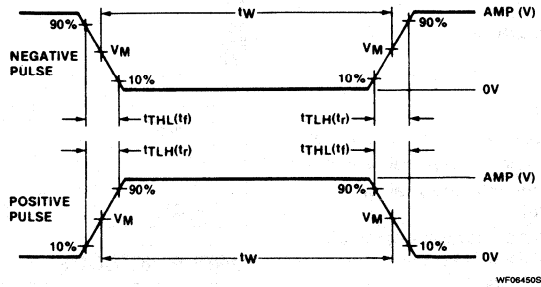 tW
AMP (V)
90%
90%
NEGATIVE
PULSE
VM
VM
10%
10%
0V
tTHL(tf)
tTLH(tr)
tTLH(tr)
tTHL(tf)
AMP (V)
POSITIVE
PULSE
90%
90%
VM
VM
10%
10%
tW
0V
WF06450S